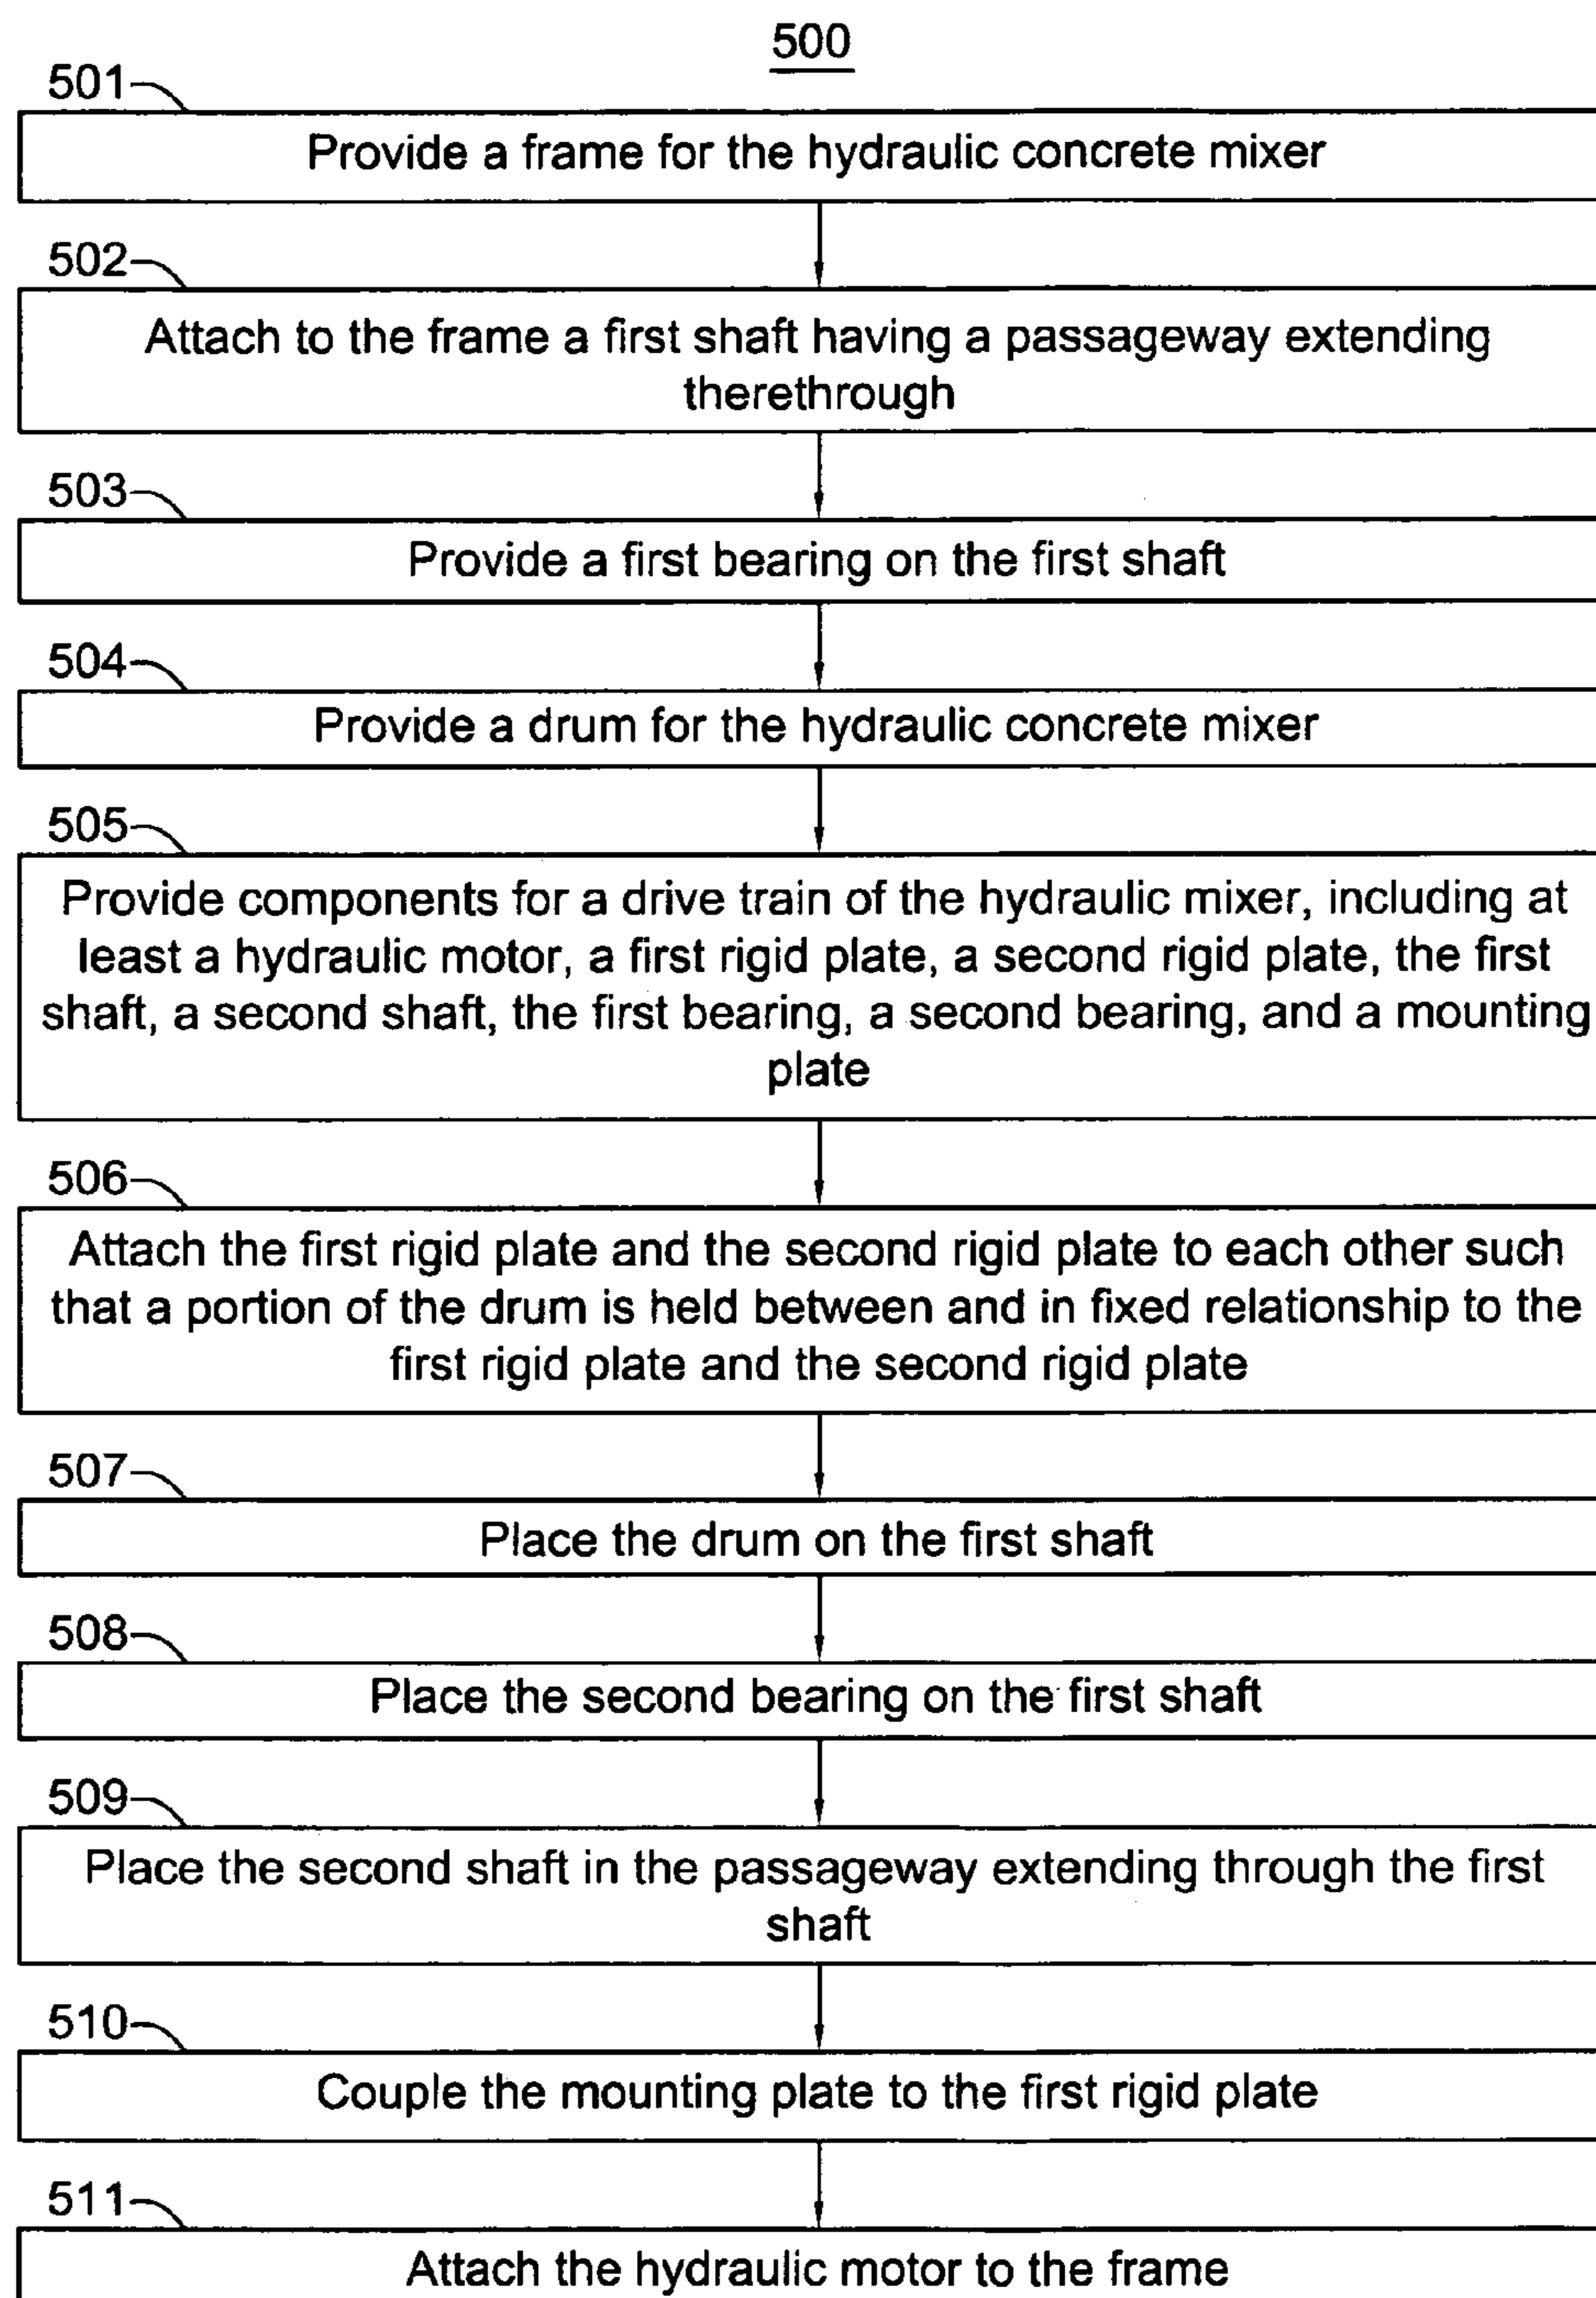 500
501
Provide a frame for the hydraulic concrete mixer
502
Attach to the frame a first shaft having a passageway extending
therethrough
503
Provide a first bearing on the first shaft
504
Provide a drum for the hydraulic concrete mixer
505
Provide components for a drive train of the hydraulic mixer, including at
least a hydraulic motor, a first rigid plate, a second rigid plate, the first
shaft, a second shaft, the first bearing, a second bearing, and a mounting
plate
506
Attach the first rigid plate and the second rigid plate to each other such
that a portion of the drum is held between and in fixed relationship to the
first rigid plate and the second rigid plate
507
Place the drum on the first shaft
508
Place the second bearing on the first shaft
509
Place the second shaft in the passageway extending through the first
shaft
510
Couple the mounting plate to the first rigid plate
511
Attach the hydraulic motor to the frame